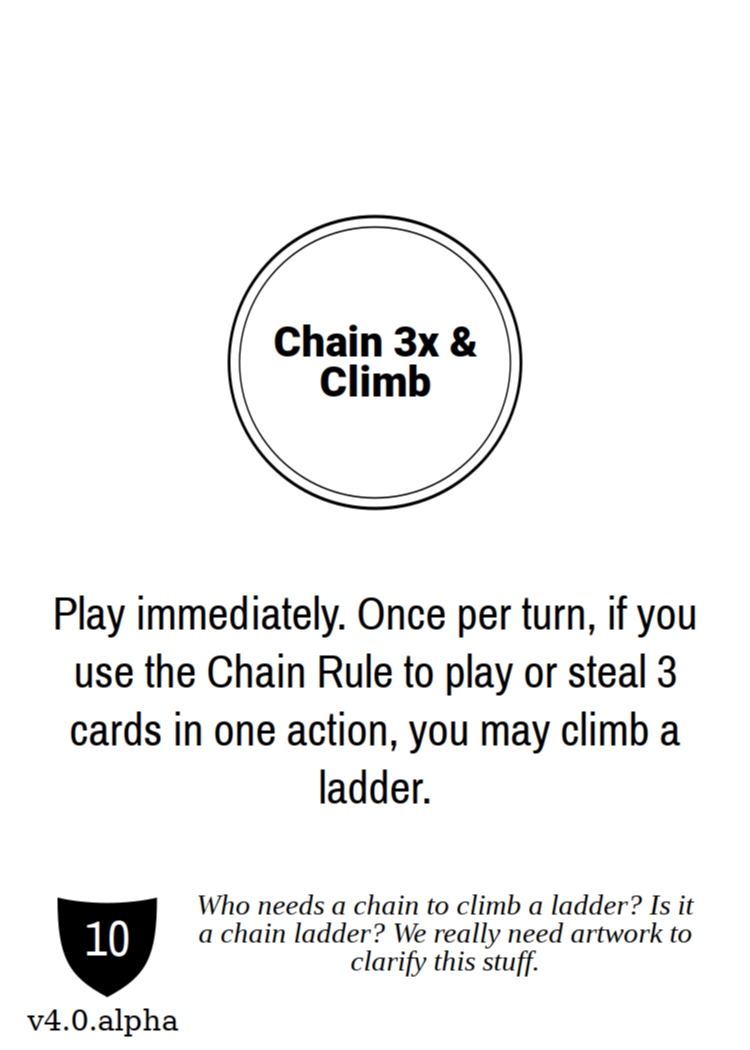 Chain 3x &
Climb
Play immediately. Once per turn, if you
use the Chain Rule to play or steal 3
cards in one action, you may climb a
ladder.
10
Who needs a chain to climb a ladder? Is it
a chain ladder? We really need artwork to
clarify this stuff.
v4.0.alpha